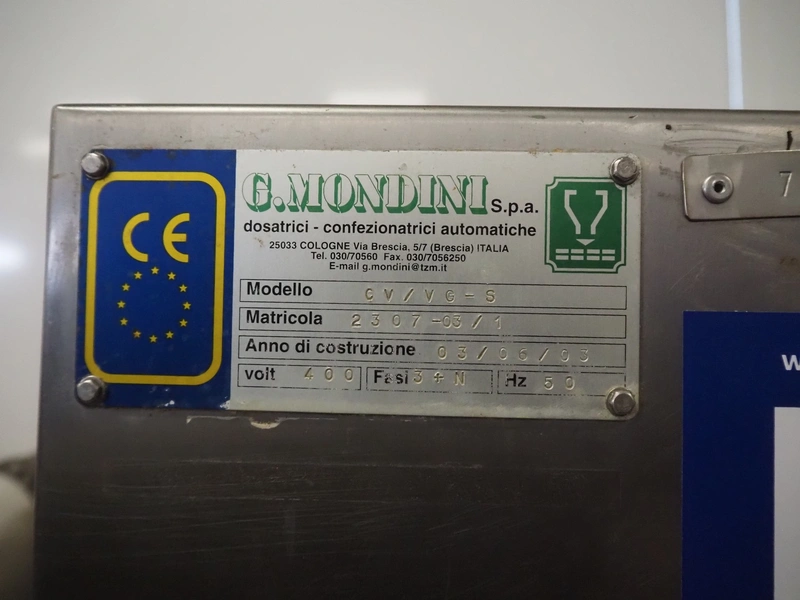 CE
G.MONDINI S.p.a.
dosatrici - confezionatrici automatiche
25033 COLOGNE Via Brescia, 5/7 (Brescia) ITALIA
Tel. 030/70560 Fax. 030/7056250
E-mail g.mondini@tzm.it
Modello CV/VG-S
Matricola 2307-03/1
Anno di costruzione 03/06/03
volt 400 Fasi 3+N Hz 50
7
w